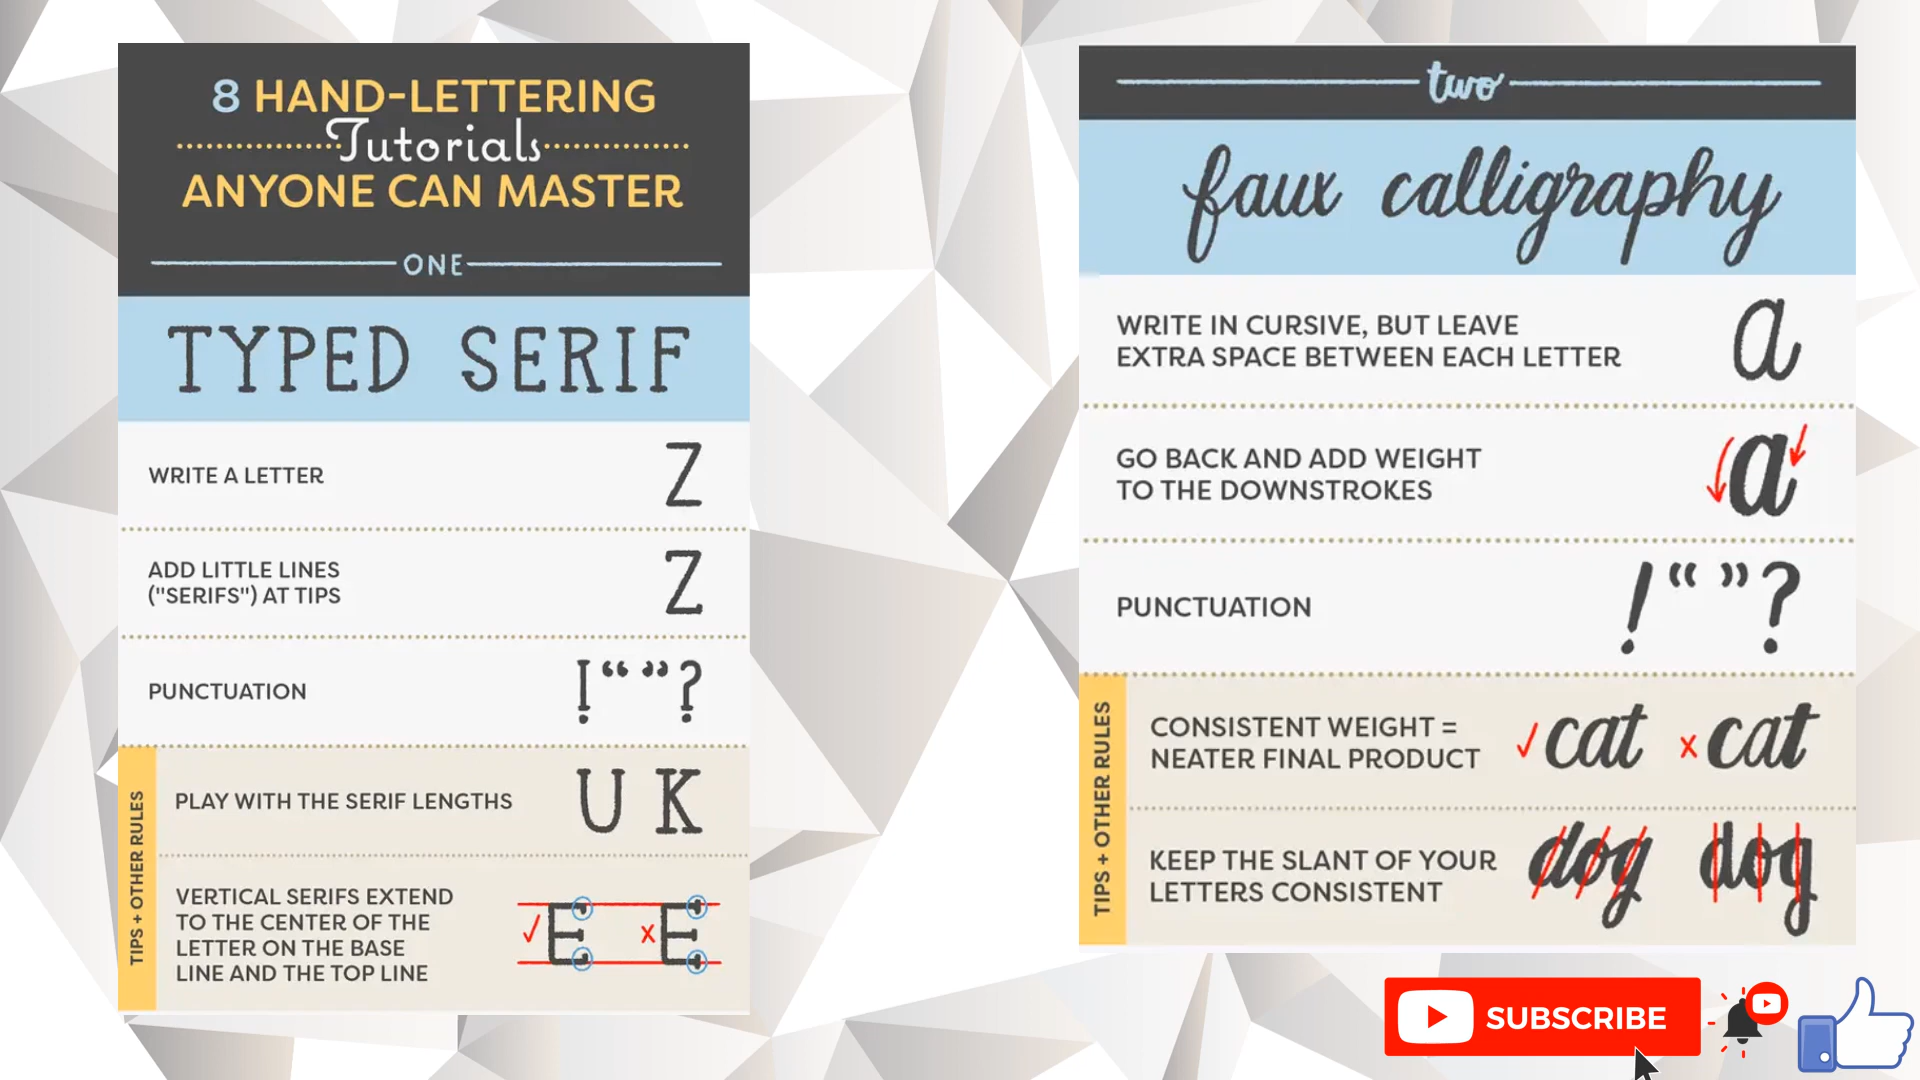 8 HAND-LETTERING
Tutorials
ANYONE CAN MASTER
ONE
TYPED SERIF
WRITE A LETTER
Z
ADD LITTLE LINES
("SERIFS") AT TIPS
Z
PUNCTUATION
! “ ” ?
TIPS + OTHER RULES
PLAY WITH THE SERIF LENGTHS
U K
VERTICAL SERIFS EXTEND
TO THE CENTER OF THE
LETTER ON THE BASE
LINE AND THE TOP LINE
✓ E x E
two
faux calligraphy
WRITE IN CURSIVE, BUT LEAVE
EXTRA SPACE BETWEEN EACH LETTER
a
GO BACK AND ADD WEIGHT
TO THE DOWNSTROKES
a
PUNCTUATION
! “ ” ?
TIPS + OTHER RULES
CONSISTENT WEIGHT =
NEATER FINAL PRODUCT
✓ cat x cat
KEEP THE SLANT OF YOUR
LETTERS CONSISTENT
dog dog
SUBSCRIBE